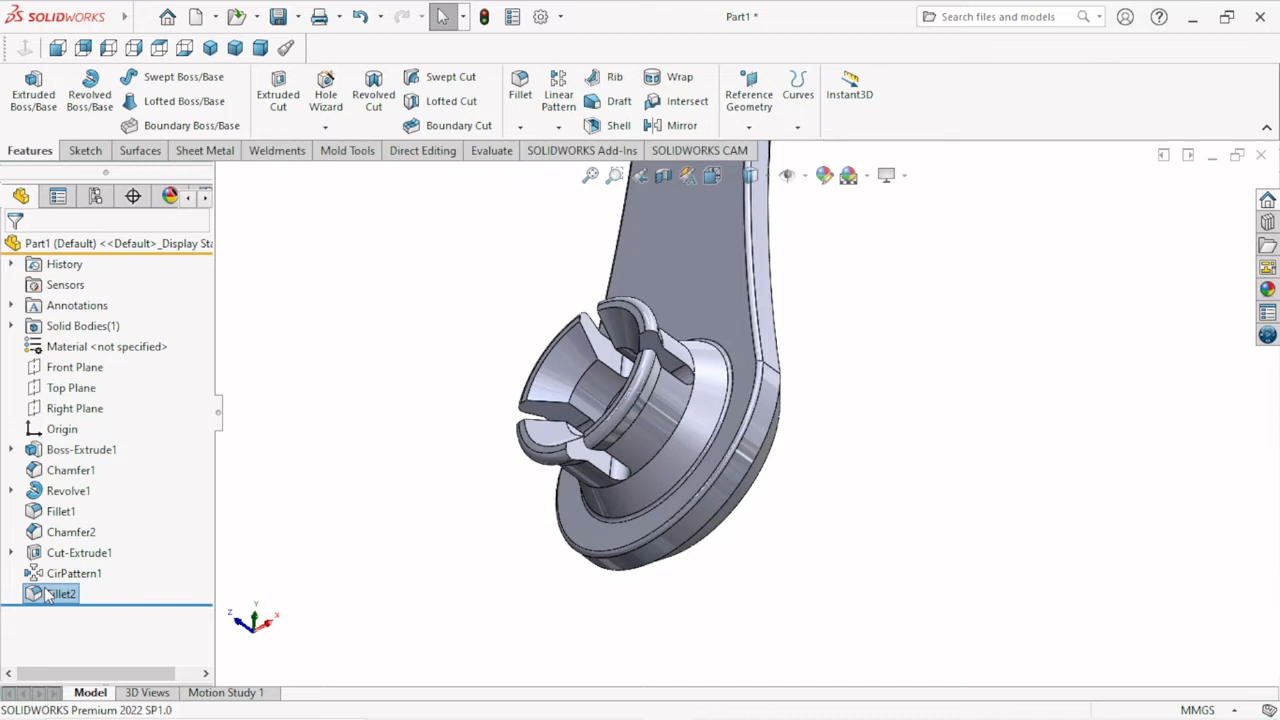 SOLIDWORKS
Part1 *
Search files and models
Extruded Boss/Base
Revolved Boss/Base
Swept Boss/Base
Lofted Boss/Base
Boundary Boss/Base
Extruded Cut
Hole Wizard
Revolved Cut
Swept Cut
Lofted Cut
Boundary Cut
Fillet
Linear Pattern
Rib
Draft
Shell
Wrap
Intersect
Mirror
Reference Geometry
Curves
Instant3D
Features
Sketch
Surfaces
Sheet Metal
Weldments
Mold Tools
Direct Editing
Evaluate
SOLIDWORKS Add-Ins
SOLIDWORKS CAM
Part1 (Default) <<Default>_Display Sta
History
Sensors
Annotations
Solid Bodies(1)
Material <not specified>
Front Plane
Top Plane
Right Plane
Origin
Boss-Extrude1
Chamfer1
Revolve1
Fillet1
Chamfer2
Cut-Extrude1
CirPattern1
Fillet2
Y
Z
X
Model
3D Views
Motion Study 1
SOLIDWORKS Premium 2022 SP1.0
MMGS